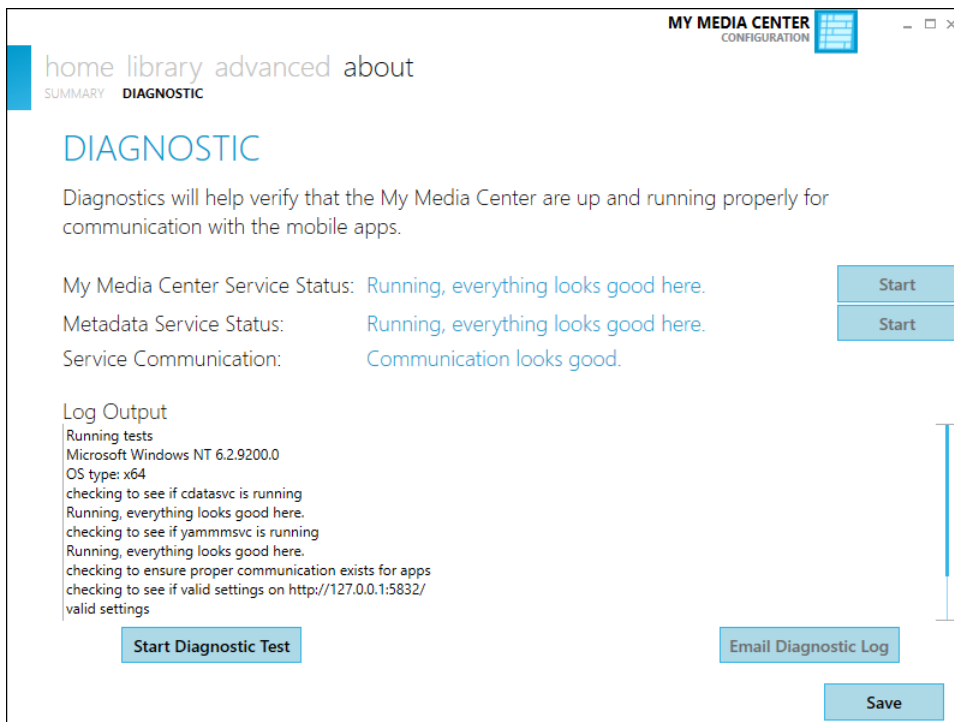 MY MEDIA CENTER
CONFIGURATION
home library advanced about
SUMMARY DIAGNOSTIC
DIAGNOSTIC
Diagnostics will help verify that the My Media Center are up and running properly for
communication with the mobile apps.
My Media Center Service Status: Running, everything looks good here. Start
Metadata Service Status: Running, everything looks good here. Start
Service Communication: Communication looks good.
Log Output
Running tests
Microsoft Windows NT 6.2.9200.0
OS type: x64
checking to see if cdatasvc is running
Running, everything looks good here.
checking to see if yammmsvc is running
Running, everything looks good here.
checking to ensure proper communication exists for apps
checking to see if valid settings on http://127.0.0.1:5832/
valid settings
Start Diagnostic Test Email Diagnostic Log
Save